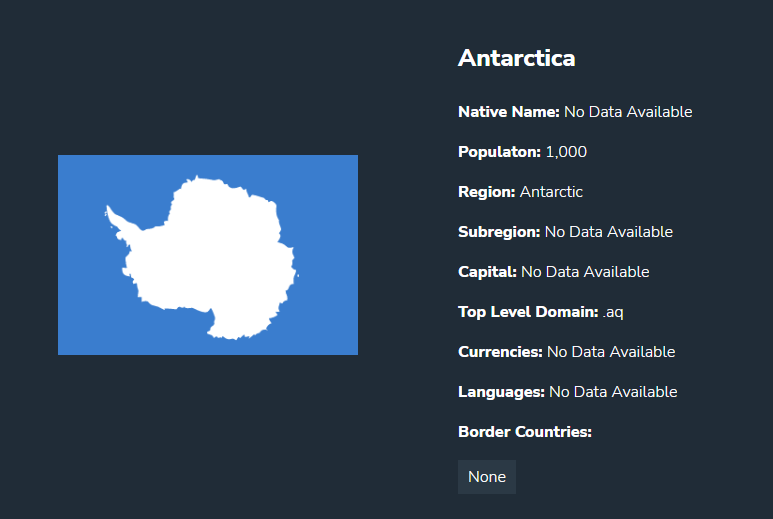 Antarctica
Native Name: No Data Available
Populaton: 1,000
Region: Antarctic
Subregion: No Data Available
Capital: No Data Available
Top Level Domain: .aq
Currencies: No Data Available
Languages: No Data Available
Border Countries:
None